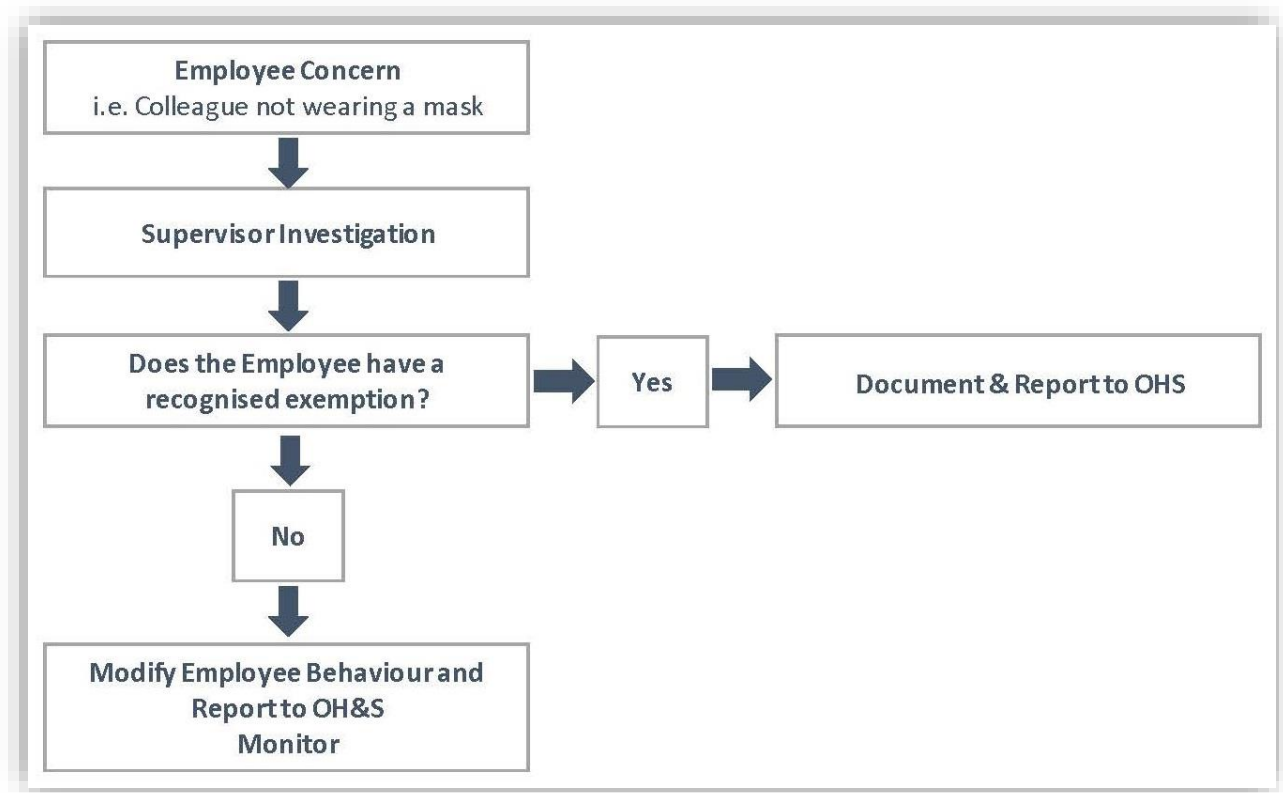 Employee Concern
i.e. Colleague not wearing a mask
Supervisor Investigation
Does the Employee have a
recognised exemption?
Yes
Document & Report to OHS
No
Modify Employee Behaviour and
Report to OH&S
Monitor